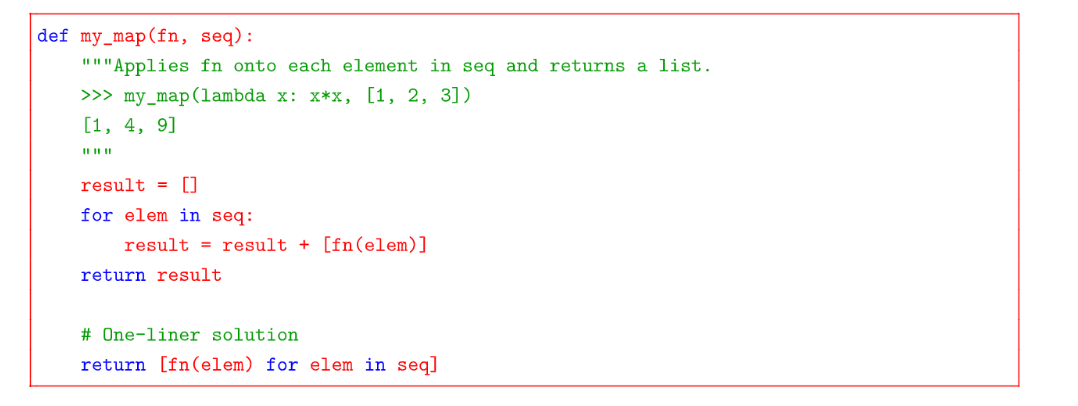 def my_map(fn, seq):
    """Applies fn onto each element in seq and returns a list.
    >>> my_map(lambda x: x*x, [1, 2, 3])
    [1, 4, 9]
    """
    result = []
    for elem in seq:
        result = result + [fn(elem)]
    return result

    # One-liner solution
    return [fn(elem) for elem in seq]